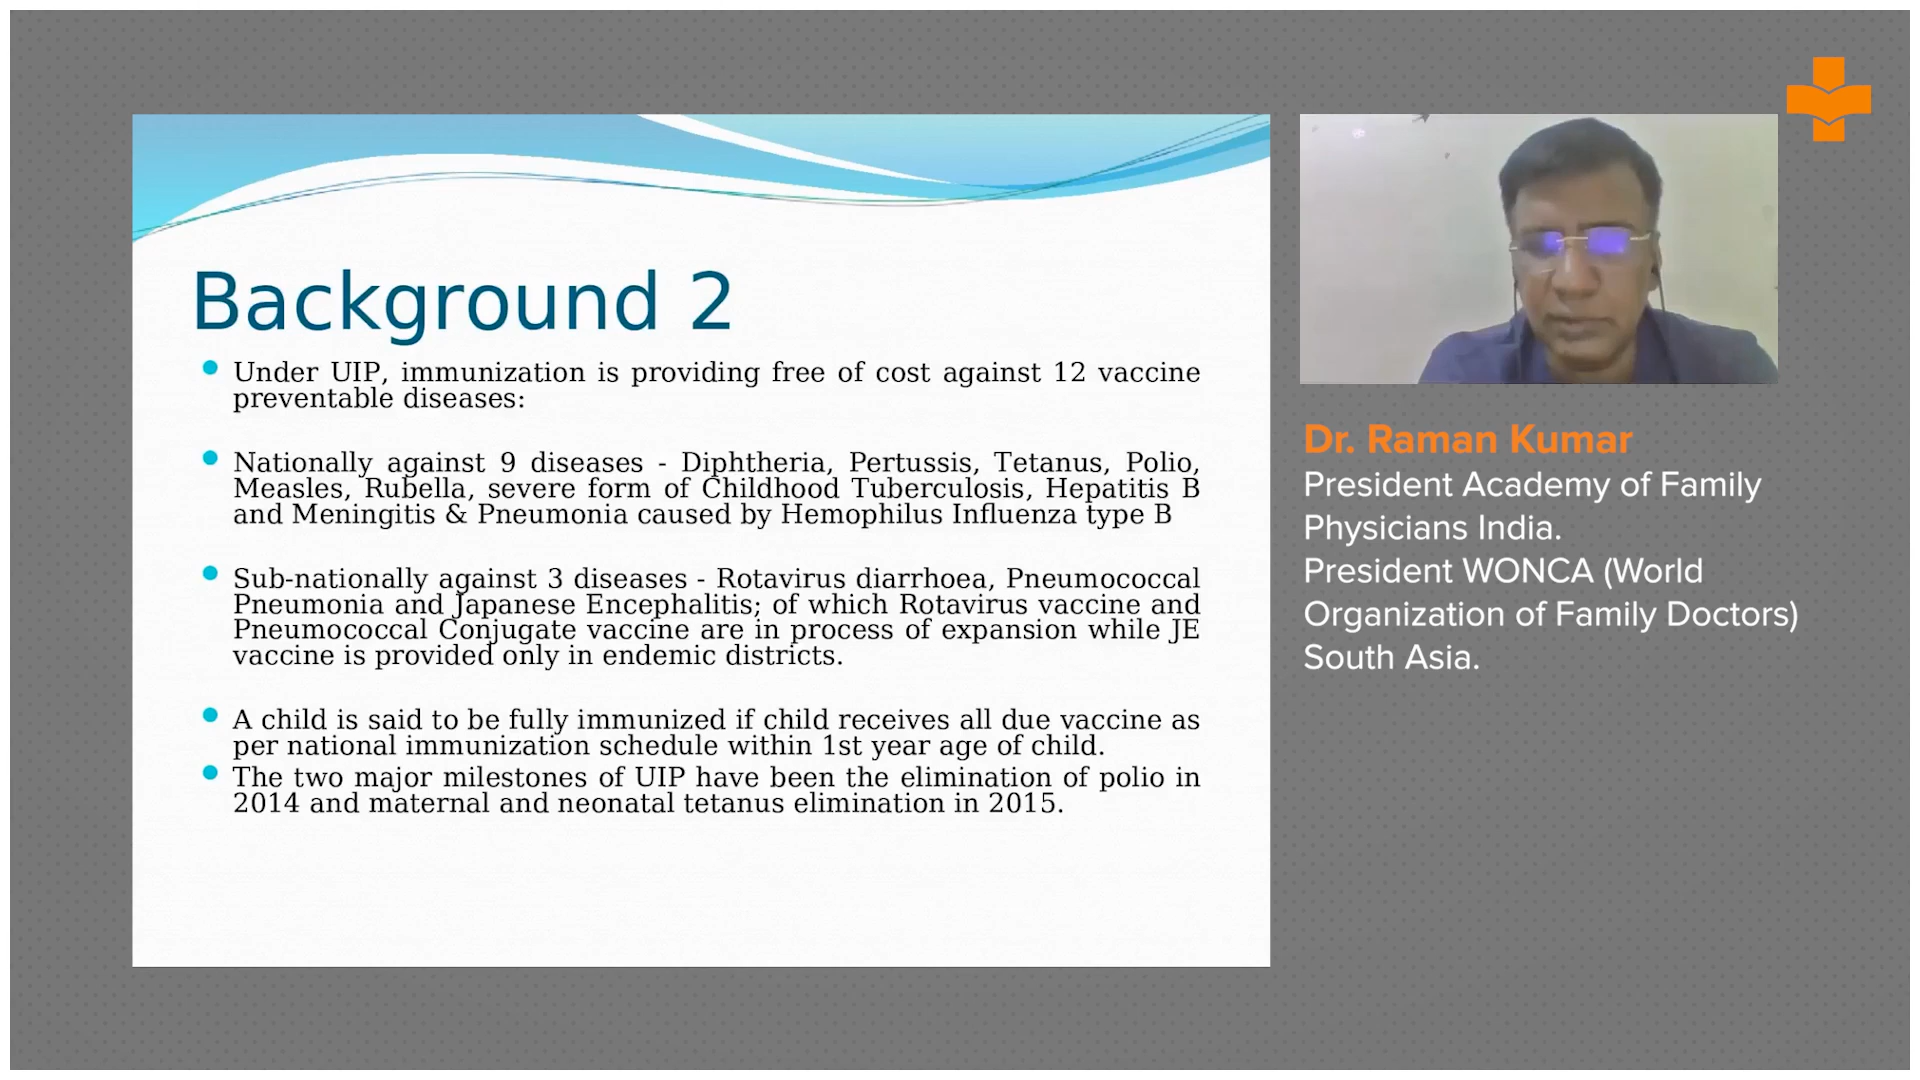 Background 2
Under UIP, immunization is providing free of cost against 12 vaccine
preventable diseases:
Nationally against 9 diseases - Diphtheria, Pertussis, Tetanus, Polio,
Measles, Rubella, severe form of Childhood Tuberculosis, Hepatitis B
and Meningitis & Pneumonia caused by Hemophilus Influenza type B
Sub-nationally against 3 diseases - Rotavirus diarrhoea, Pneumococcal
Pneumonia and Japanese Encephalitis; of which Rotavirus vaccine and
Pneumococcal Conjugate vaccine are in process of expansion while JE
vaccine is provided only in endemic districts.
A child is said to be fully immunized if child receives all due vaccine as
per national immunization schedule within 1st year age of child.
The two major milestones of UIP have been the elimination of polio in
2014 and maternal and neonatal tetanus elimination in 2015.
Dr. Raman Kumar
President Academy of Family
Physicians India.
President WONCA (World
Organization of Family Doctors)
South Asia.